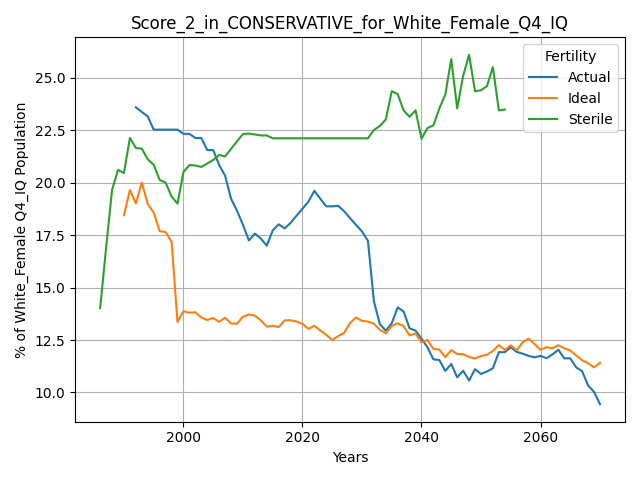 Score_2_in_CONSERVATIVE_for_White_Female_Q4_IQ
% of White_Female Q4_IQ Population
25.0
22.5
20.0
17.5
15.0
12.5
10.0
Fertility
Actual
Ideal
Sterile
2000
2020
2040
2060
Years